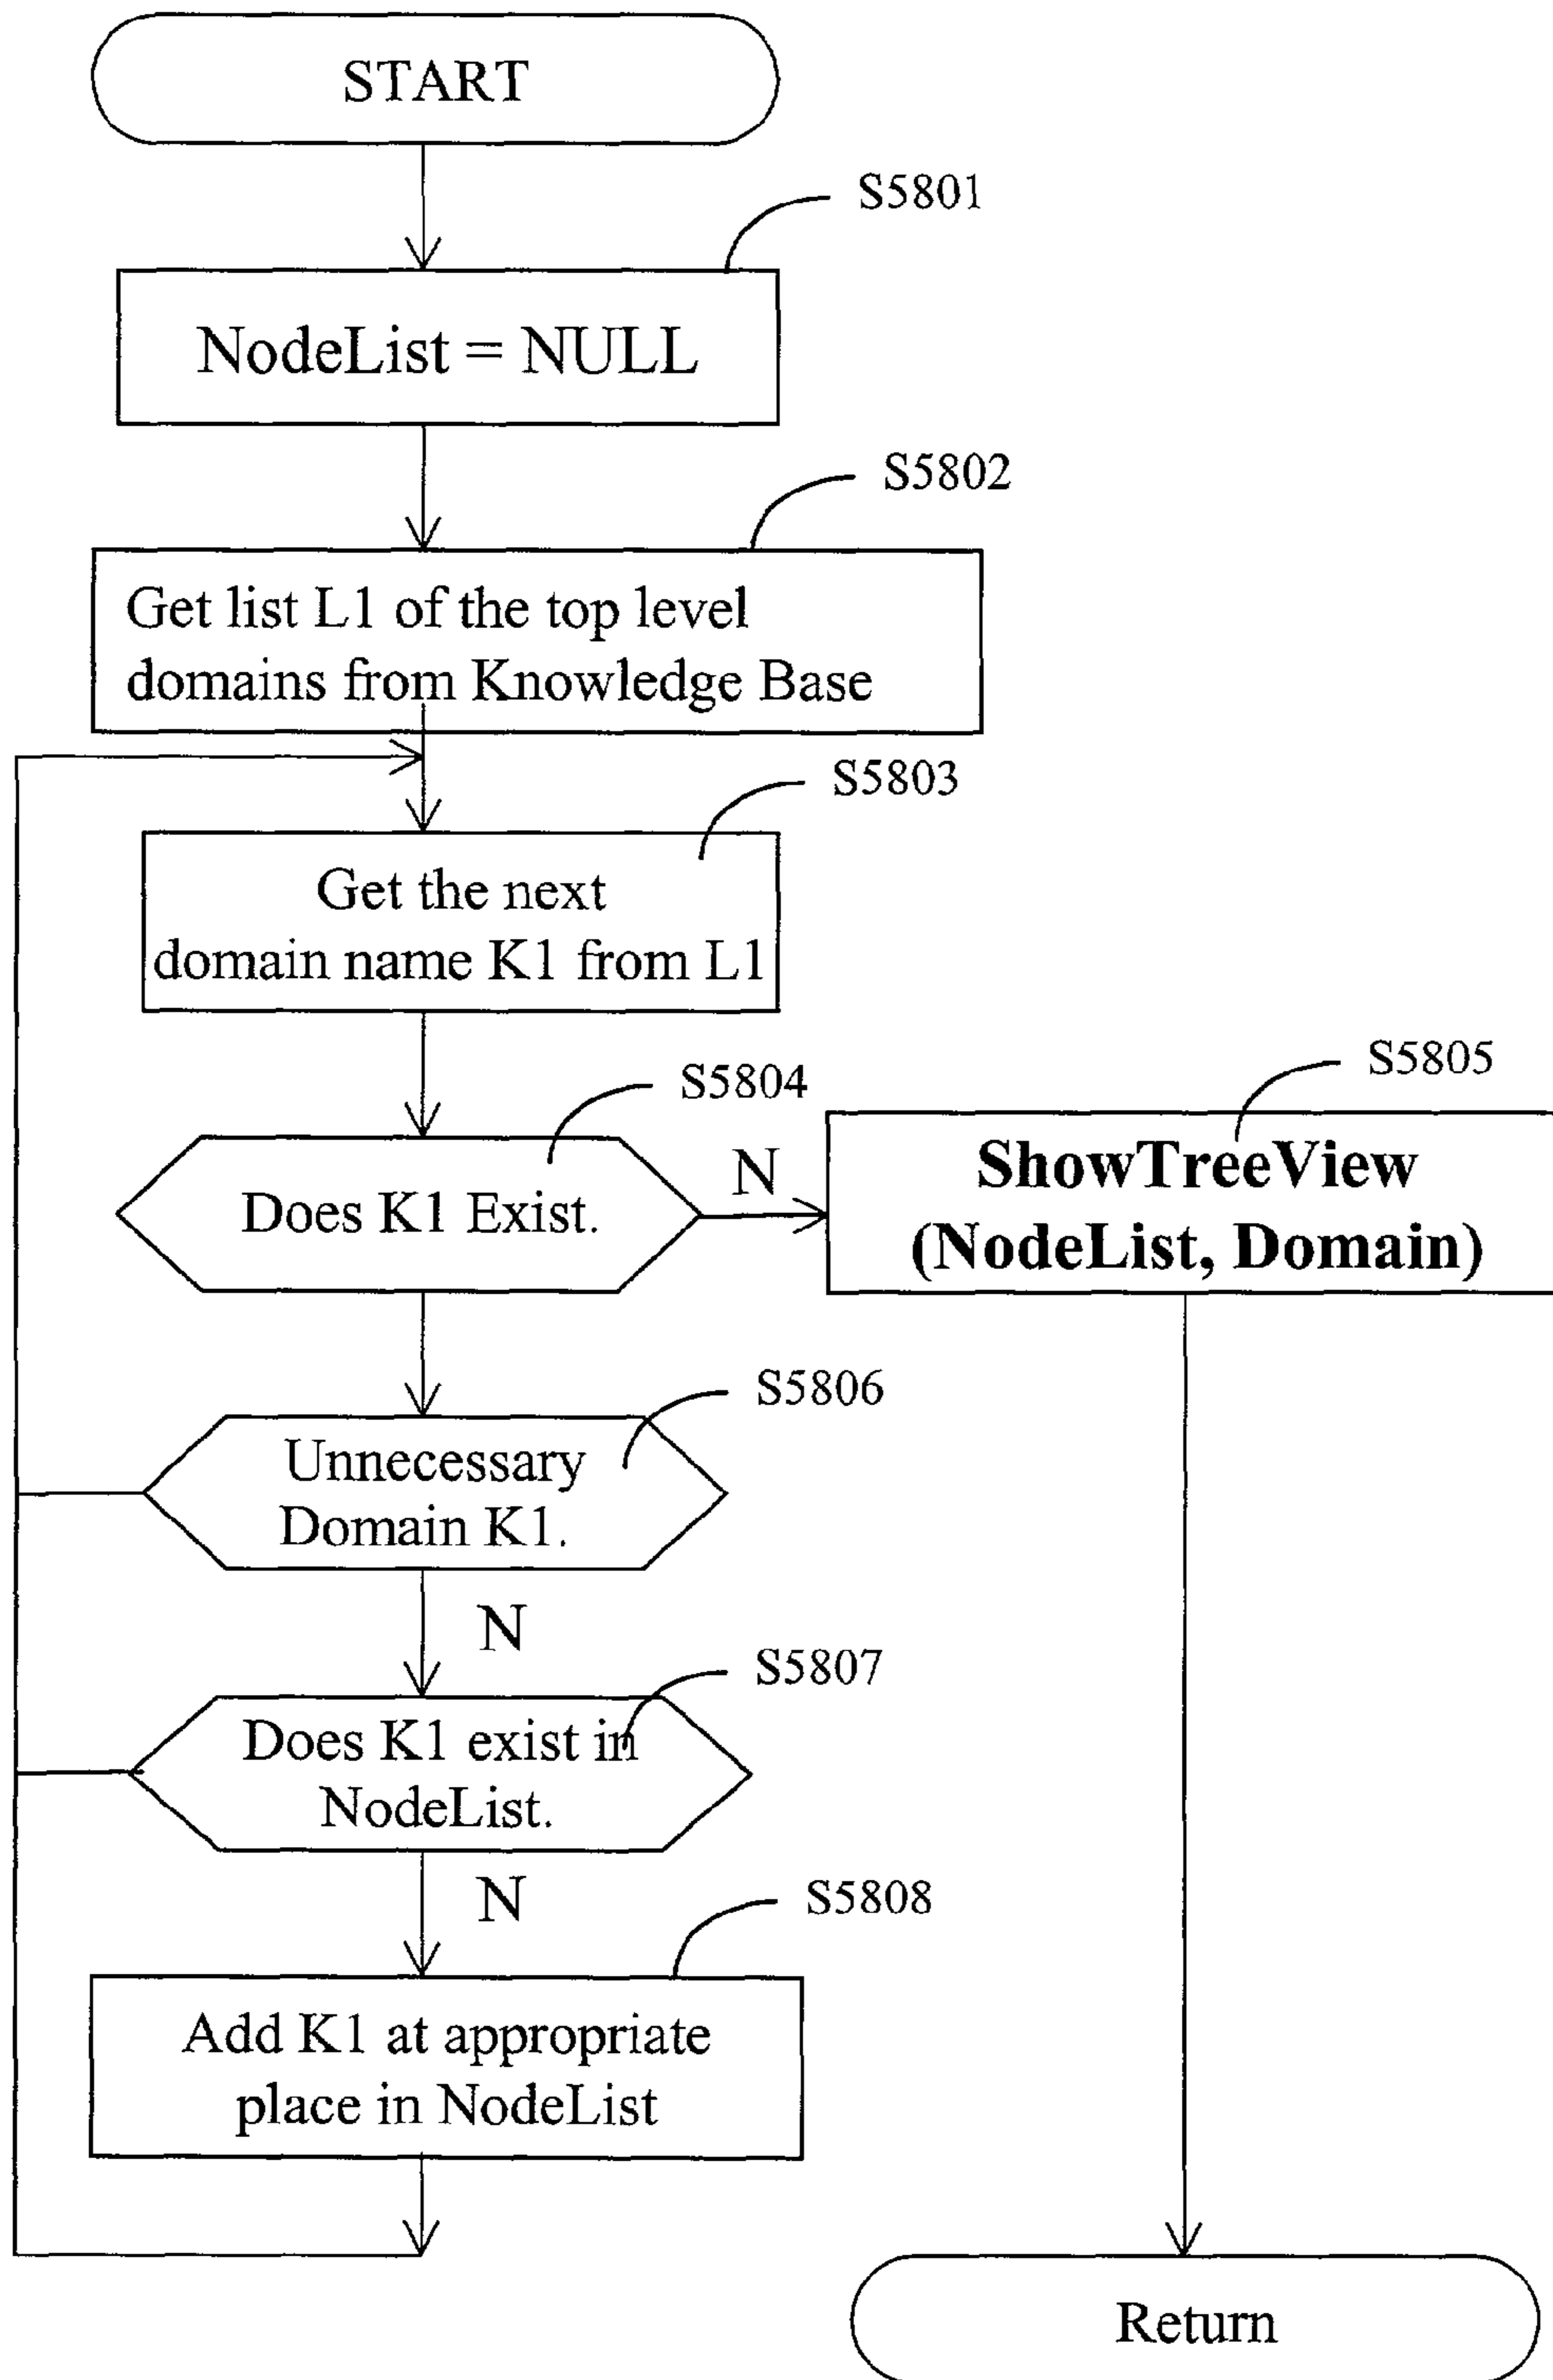 START
S5801
NodeList = NULL
S5802
Get list L1 of the top level
domains from Knowledge Base
S5803
Get the next
domain name K1 from L1
S5804
Does K1 Exist.
N
S5805
ShowTreeView
(NodeList, Domain)
S5806
Unnecessary
Domain K1.
N
S5807
Does K1 exist in
NodeList.
N
S5808
Add K1 at appropriate
place in NodeList
Return